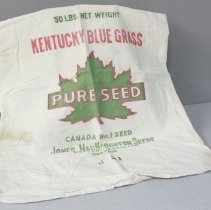 50 LBS. NET WEIGHT
KENTUCKY BLUE GRASS
PURE SEED
CANADA No.1 SEED